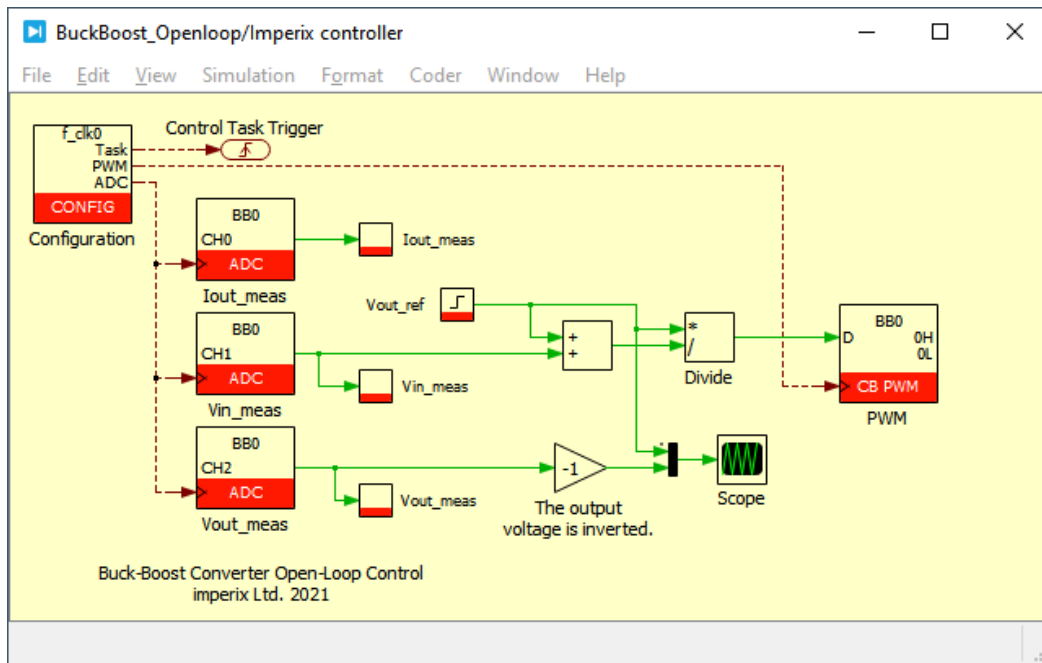 BuckBoost_Openloop/Imperix controller
File Edit View Simulation Format Coder Window Help
f_clk0
Task
PWM
ADC
CONFIG
Configuration
Control Task Trigger
BB0
CH0
ADC
Iout_meas
Iout_meas
Vout_ref
BB0
CH1
ADC
Vin_meas
Vin_meas
+
+
*
/
Divide
BB0
D
0H
0L
CB PWM
PWM
BB0
CH2
ADC
Vout_meas
Vout_meas
-1
The output
voltage is inverted.
Scope
Buck-Boost Converter Open-Loop Control
imperix Ltd. 2021